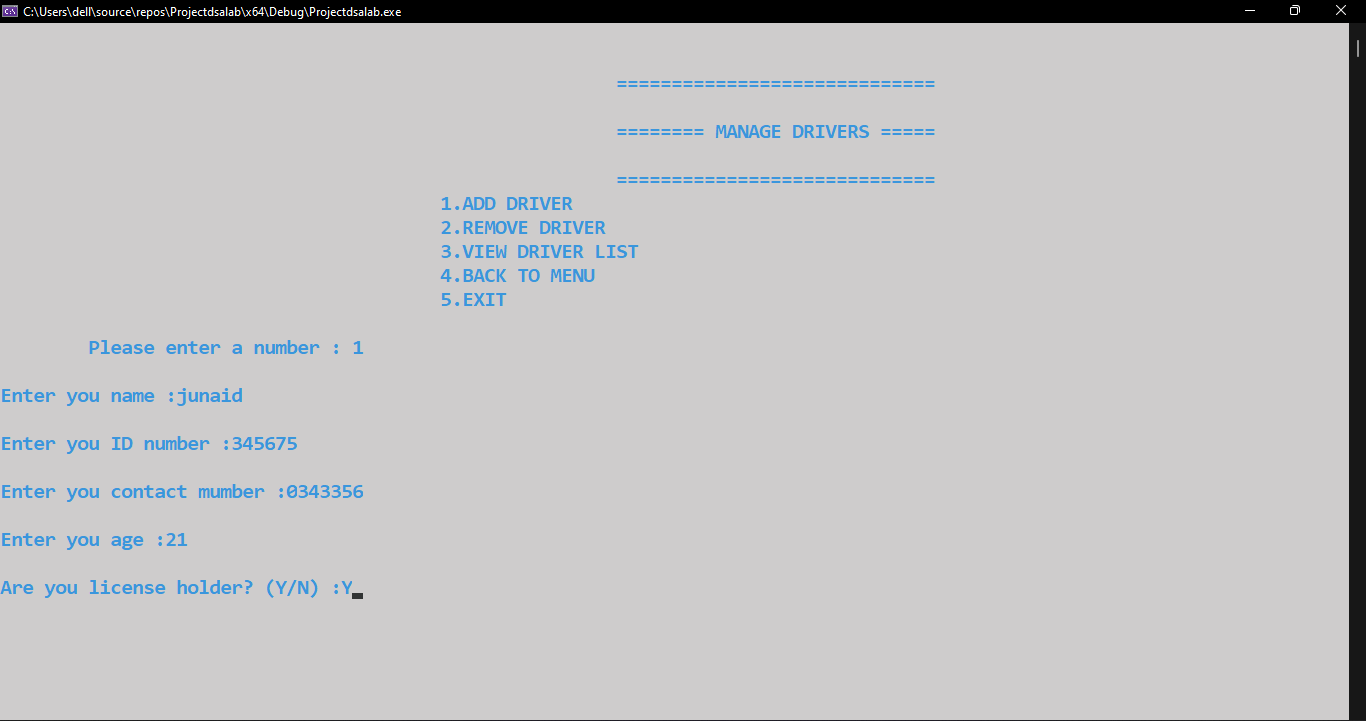 C:\Users\dell\source\repos\Projectdsalab\x64\Debug\Projectdsalab.exe
=============================
======== MANAGE DRIVERS =====
=============================
1.ADD DRIVER
2.REMOVE DRIVER
3.VIEW DRIVER LIST
4.BACK TO MENU
5.EXIT
Please enter a number : 1
Enter you name :junaid
Enter you ID number :345675
Enter you contact mumber :0343356
Enter you age :21
Are you license holder? (Y/N) :Y